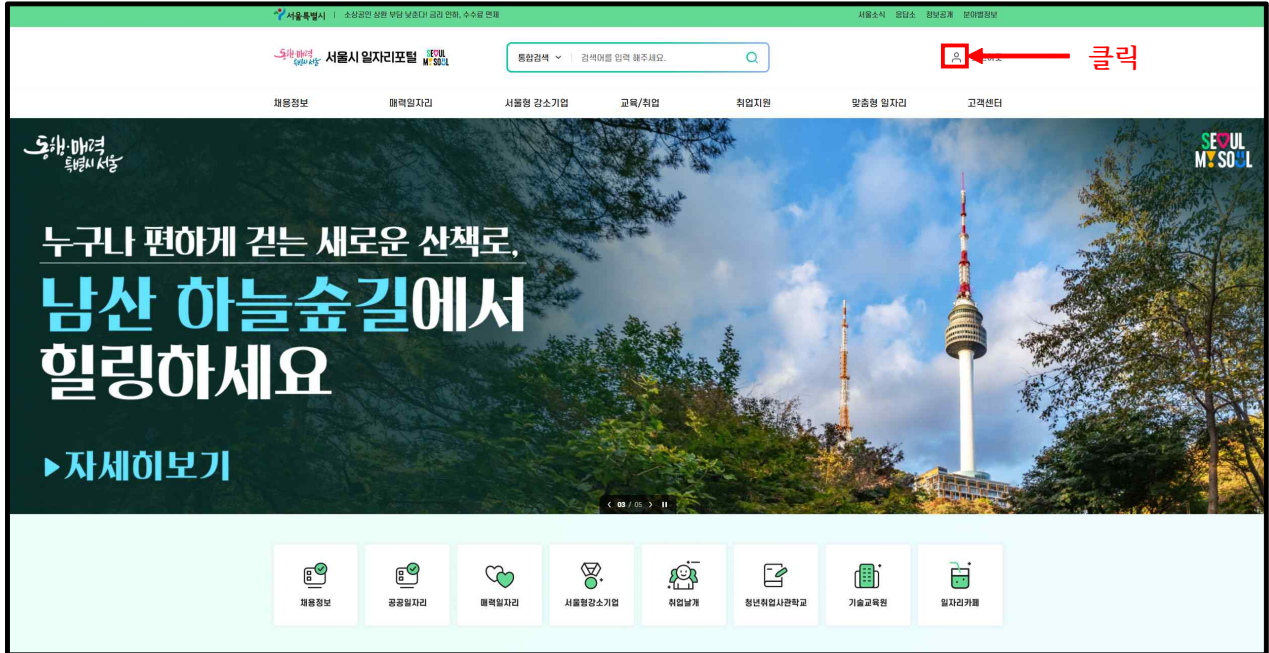 서울특별시 | 소상공인 상환 부담 낮춘다! 금리 인하, 수수료 면제
서울소식 응답소 정보공개 분야별정보
동행·매력 특별시 서울 서울시 일자리포털 SEOUL MY SOUL
통합검색 검색어를 입력 해주세요.
클릭
채용정보 매력일자리 서울형 강소기업 교육/취업 취업지원 맞춤형 일자리 고객센터
동행·매력
특별시 서울
SEOUL
MY SOUL
누구나 편하게 걷는 새로운 산책로,
남산 하늘숲길에서
힐링하세요
▶자세히보기
03 / 05
채용정보 공공일자리 매력일자리 서울형강소기업 취업날개 청년취업사관학교 기술교육원 일자리카페